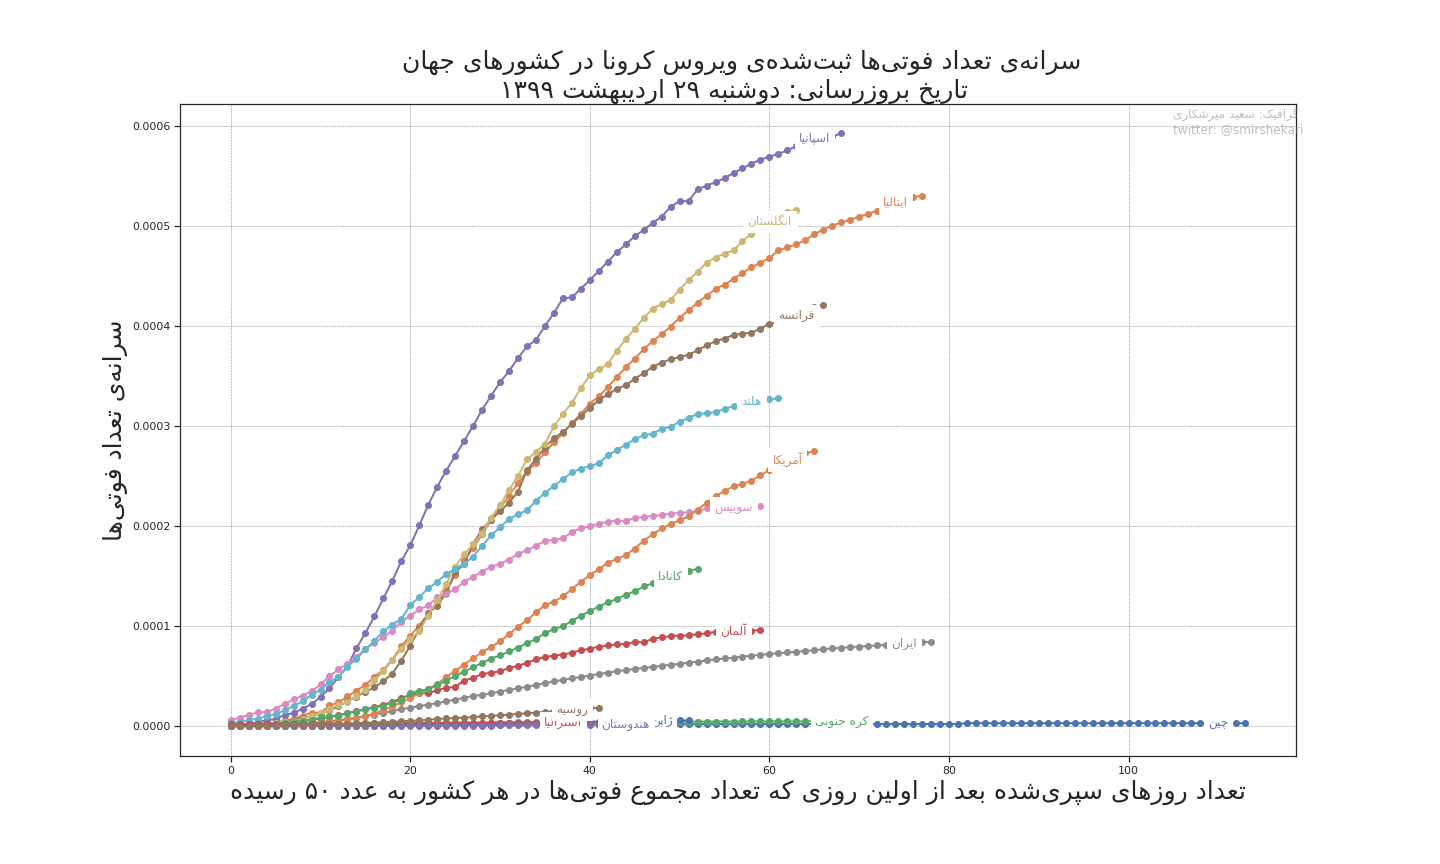 سرانه‌ی تعداد فوتی‌ها ثبت‌شده‌ی ویروس کرونا در کشورهای جهان
تاریخ بروزرسانی: دوشنبه ۲۹ اردیبهشت ۱۳۹۹
گرافیک: سعید میرشکاری
twitter: @smirshekari
سرانه‌ی تعداد فوتی‌ها
0.0006
0.0005
0.0004
0.0003
0.0002
0.0001
0.0000
اسپانیا
ایتالیا
انگلستان
فرانسه
هلند
آمریکا
سوییس
کانادا
آلمان
ایران
روسیه
هندوستان
کره جنوبی
چین
0 20 40 60 80 100
تعداد روزهای سپری‌شده بعد از اولین روزی که تعداد مجموع فوتی‌ها در هر کشور به عدد ۵۰ رسیده